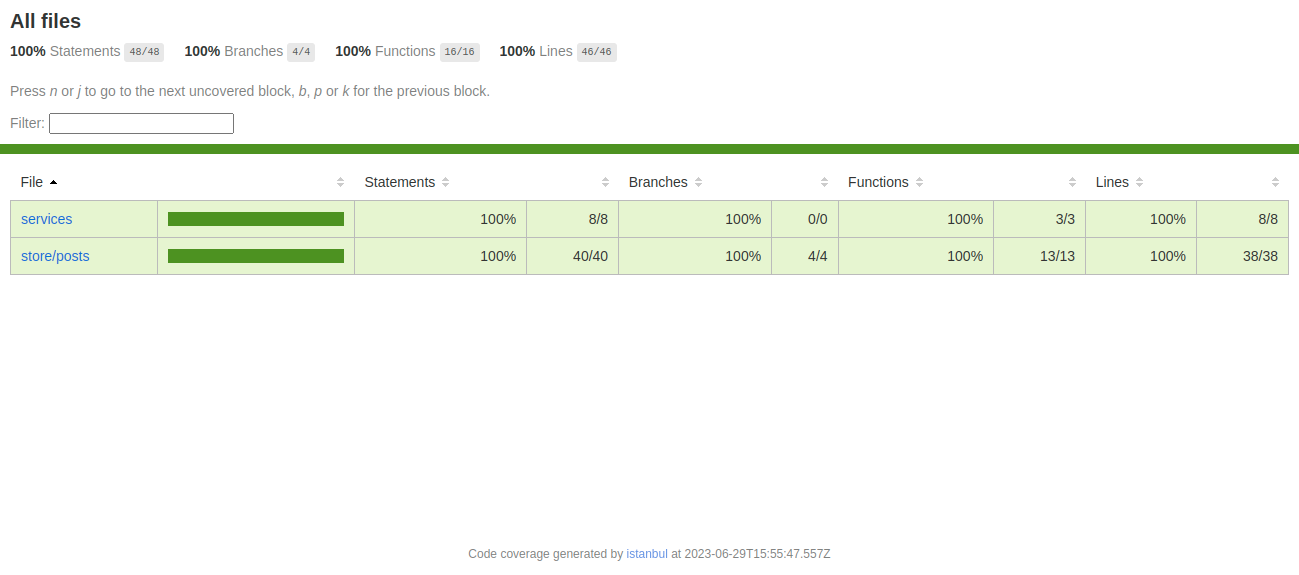 All files
100% Statements 48/48 100% Branches 4/4 100% Functions 16/16 100% Lines 46/46
Press n or j to go to the next uncovered block, b, p or k for the previous block.
Filter:
File Statements Branches Functions Lines
services 100% 8/8 100% 0/0 100% 3/3 100% 8/8
store/posts 100% 40/40 100% 4/4 100% 13/13 100% 38/38
Code coverage generated by istanbul at 2023-06-29T15:55:47.557Z